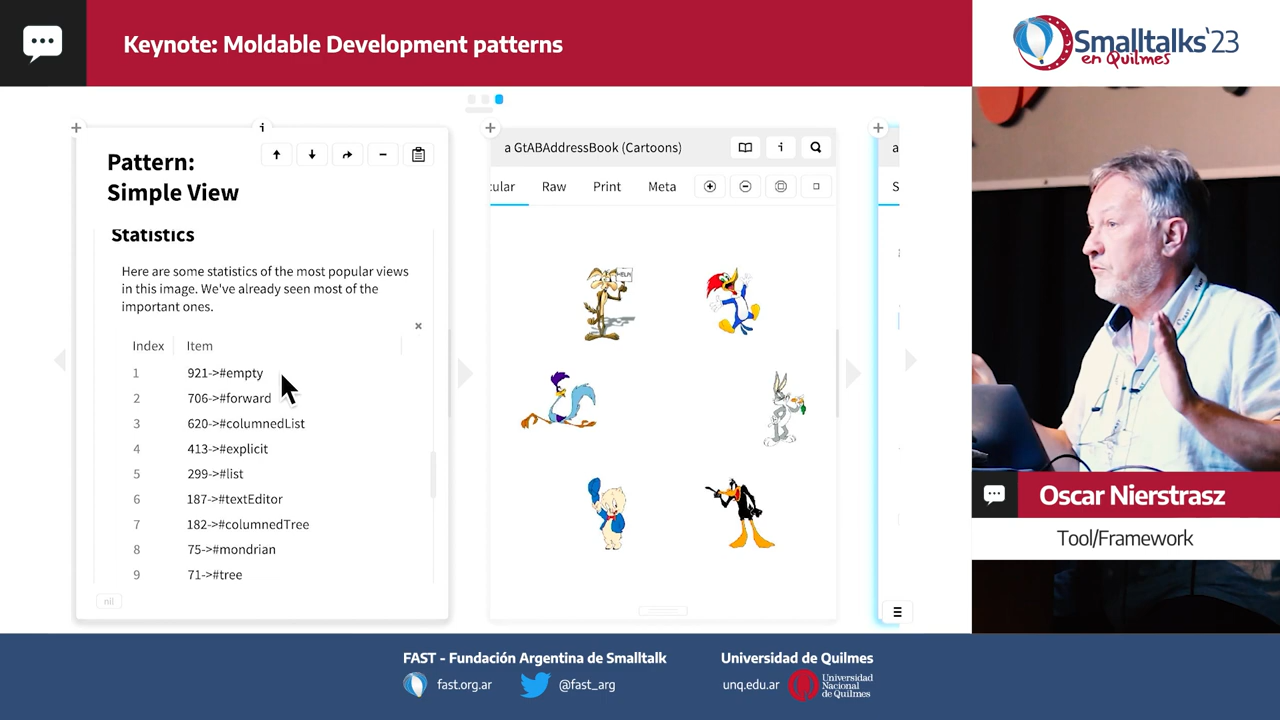 Keynote: Moldable Development patterns
Smalltalks'23
en Quilmes
i
Pattern:
Simple View
Statistics
Here are some statistics of the most popular views
in this image. We've already seen most of the
important ones.
Index Item
1 921->#empty
2 706->#forward
3 620->#columnedList
4 413->#explicit
5 299->#list
6 187->#textEditor
7 182->#columnedTree
8 75->#mondrian
9 71->#tree
nil
a GtABAddressBook (Cartoons)
i
cular Raw Print Meta
HELP!
a
S
Oscar Nierstrasz
Tool/Framework
FAST - Fundación Argentina de Smalltalk
fast.org.ar
@fast_arg
Universidad de Quilmes
unq.edu.ar
Universidad
Nacional
de Quilmes